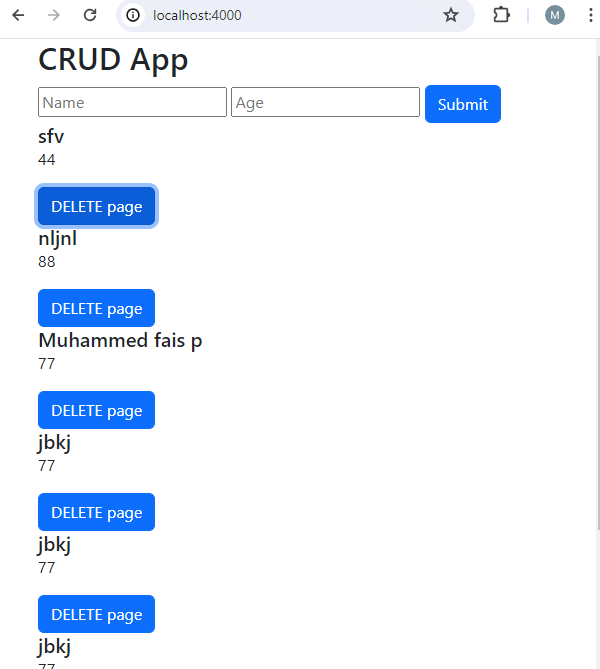 localhost:4000
M
CRUD App
Name Age Submit
sfv
44
DELETE page
nljnl
88
DELETE page
Muhammed fais p
77
DELETE page
jbkj
77
DELETE page
jbkj
77
DELETE page
jbkj
77